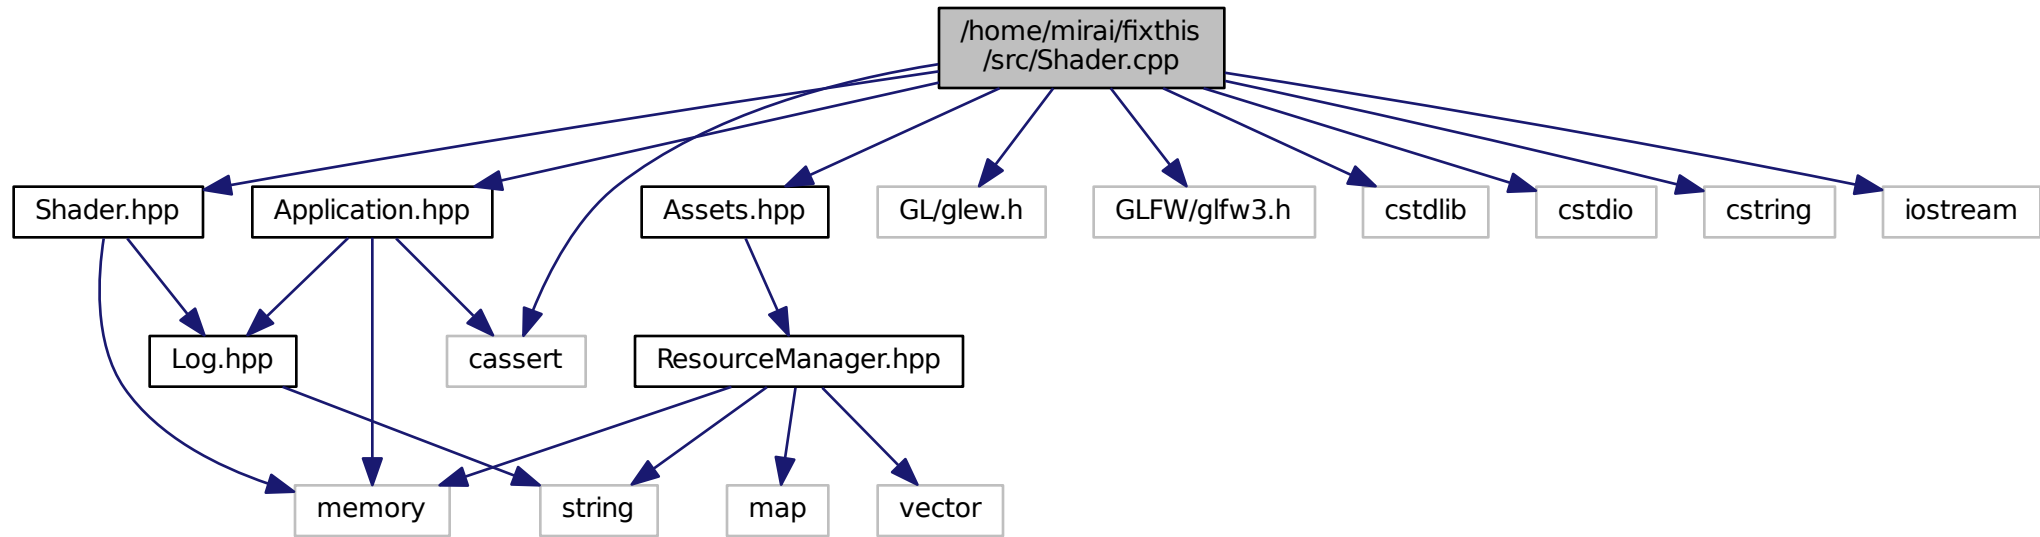 /home/mirai/fixthis
/src/Shader.cpp
Shader.hpp
Application.hpp
Assets.hpp
GL/glew.h
GLFW/glfw3.h
cstdlib
cstdio
cstring
iostream
Log.hpp
cassert
ResourceManager.hpp
memory
string
map
vector